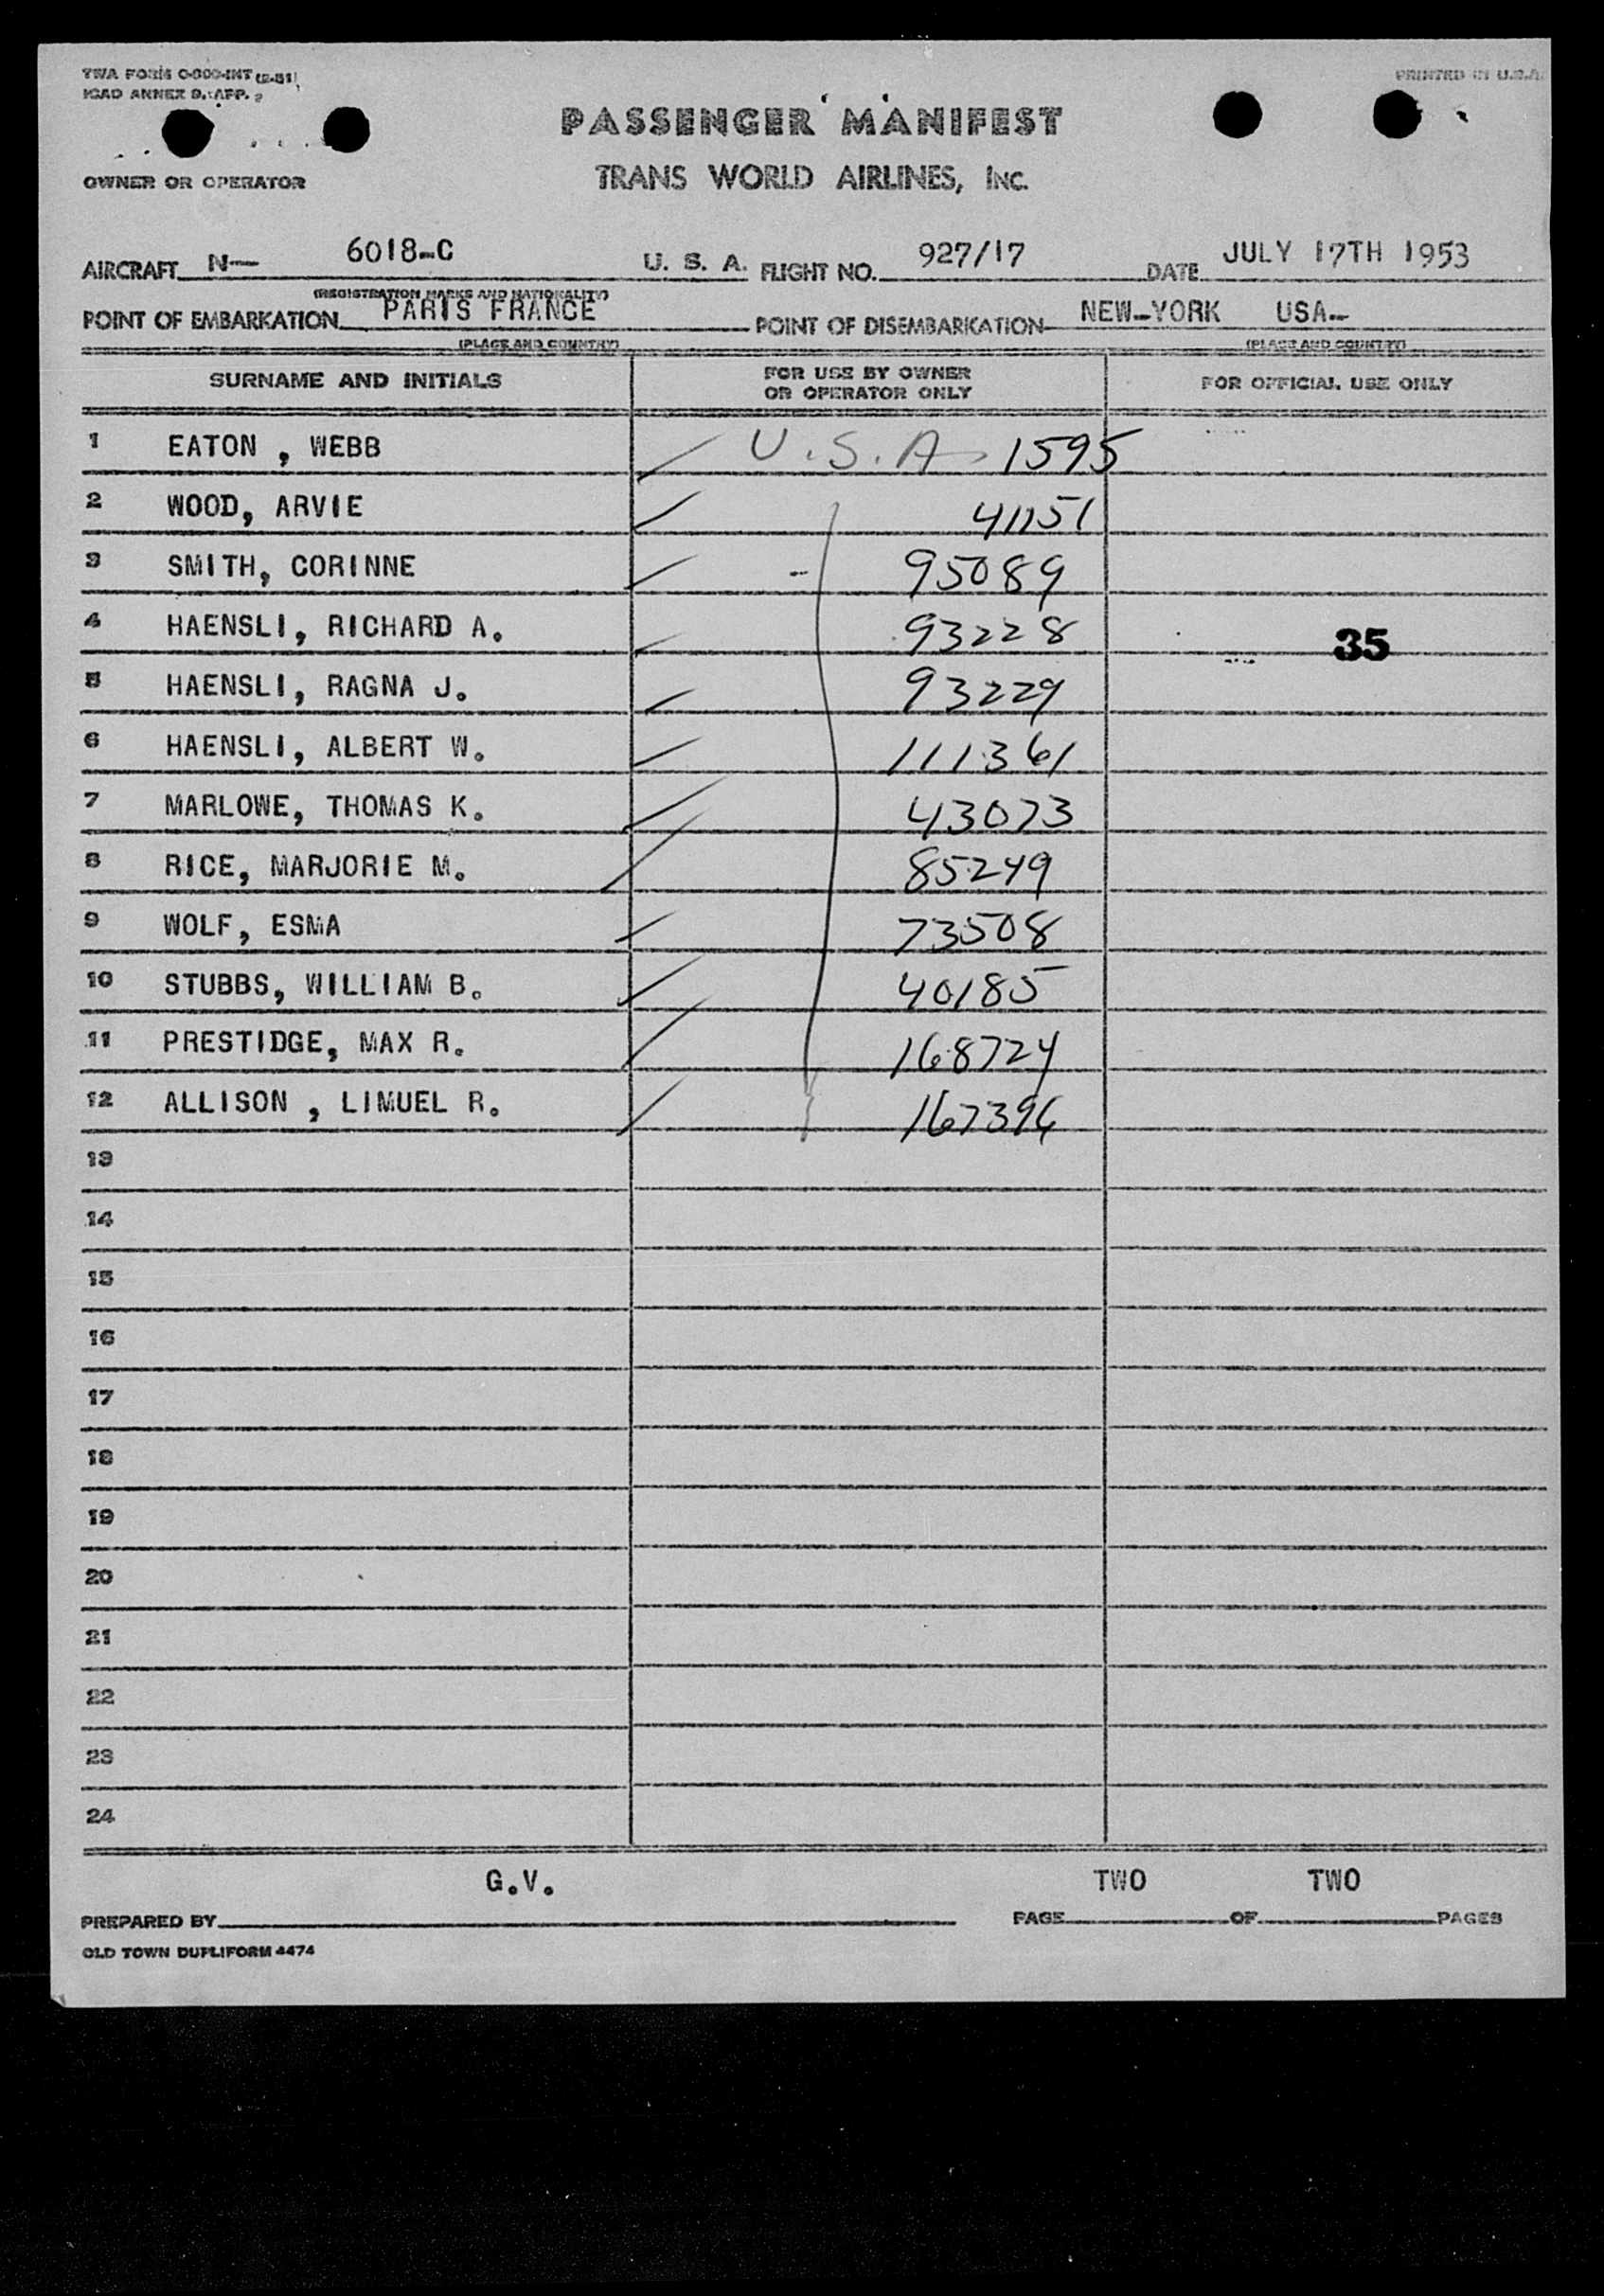 TWA FORM O-800-INT (2-51)
ICAO ANNEX 9, APP. 2
PRINTED IN U.S.A.
PASSENGER MANIFEST
OWNER OR OPERATOR
TRANS WORLD AIRLINES, INC.
AIRCRAFT N— 6018-C U. S. A. FLIGHT NO. 927/17 DATE JULY 17TH 1953
(REGISTRATION MARKS AND NATIONALITY)
POINT OF EMBARKATION PARIS FRANCE POINT OF DISEMBARKATION NEW-YORK USA.-
(PLACE AND COUNTRY) (PLACE AND COUNTRY)
SURNAME AND INITIALS FOR USE BY OWNER OR OPERATOR ONLY FOR OFFICIAL USE ONLY
1 EATON , WEBB U.S.A 1595
2 WOOD, ARVIE 41151
3 SMITH, CORINNE 95089
4 HAENSLI, RICHARD A. 93228 35
5 HAENSLI, RAGNA J. 93229
6 HAENSLI, ALBERT W. 111361
7 MARLOWE, THOMAS K. 43073
8 RICE, MARJORIE M. 85249
9 WOLF, ESMA 73508
10 STUBBS, WILLIAM B. 40185
11 PRESTIDGE, MAX R. 168724
12 ALLISON , LIMUEL R. 167396
13
14
15
16
17
18
19
20
21
22
23
24
G.V. TWO TWO
PREPARED BY PAGE OF PAGES
OLD TOWN DUPLIFORM 4474